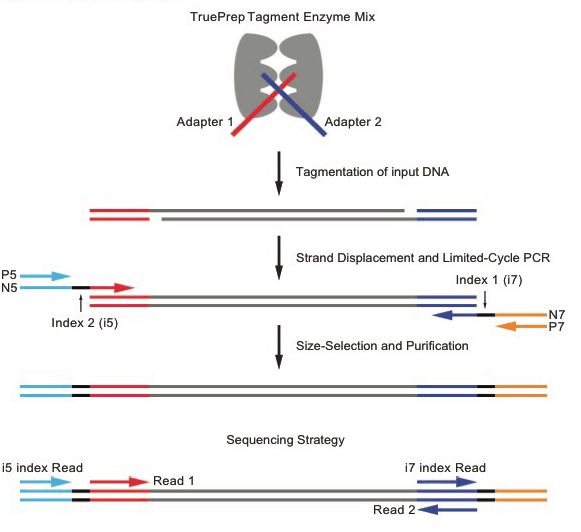 TruePrep Tagment Enzyme Mix
Adapter 1
Adapter 2
Tagmentation of input DNA
Strand Displacement and Limited-Cycle PCR
P5
N5
Index 1 (i7)
Index 2 (i5)
N7
P7
Size-Selection and Purification
Sequencing Strategy
i5 index Read
Read 1
i7 index Read
Read 2